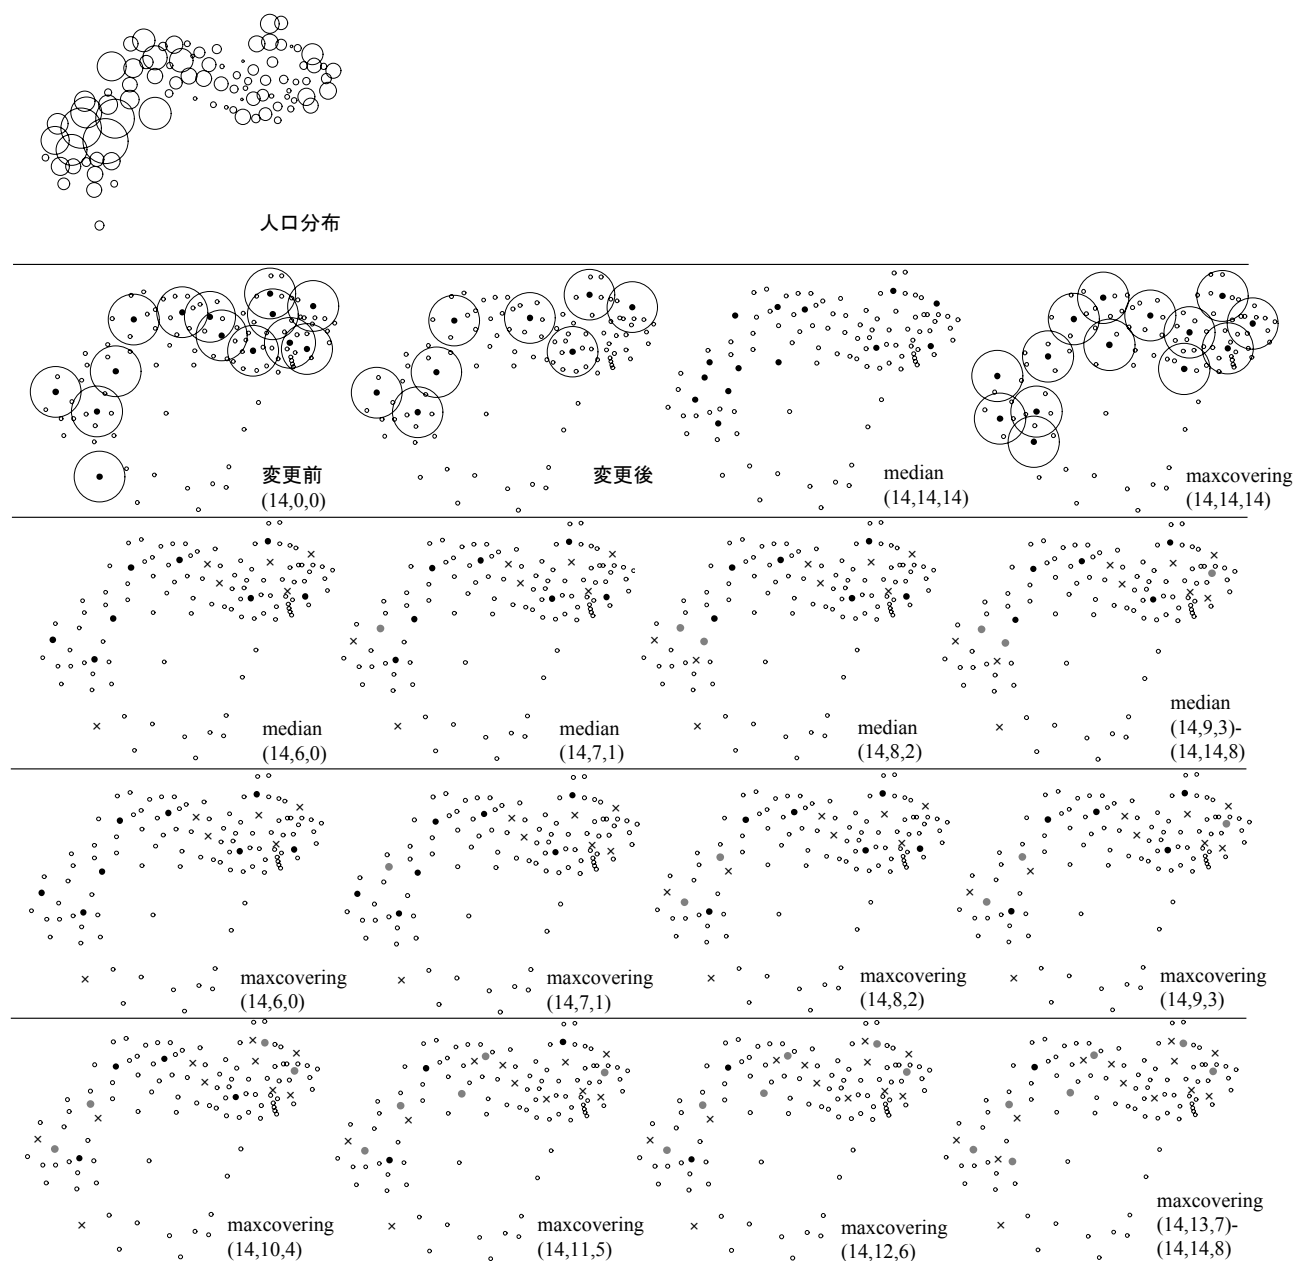 人口分布
変更前
(14,0,0)
変更後
median
(14,14,14)
maxcovering
(14,14,14)
median
(14,6,0)
median
(14,7,1)
median
(14,8,2)
median
(14,9,3)-
(14,14,8)
maxcovering
(14,6,0)
maxcovering
(14,7,1)
maxcovering
(14,8,2)
maxcovering
(14,9,3)
maxcovering
(14,10,4)
maxcovering
(14,11,5)
maxcovering
(14,12,6)
maxcovering
(14,13,7)-
(14,14,8)